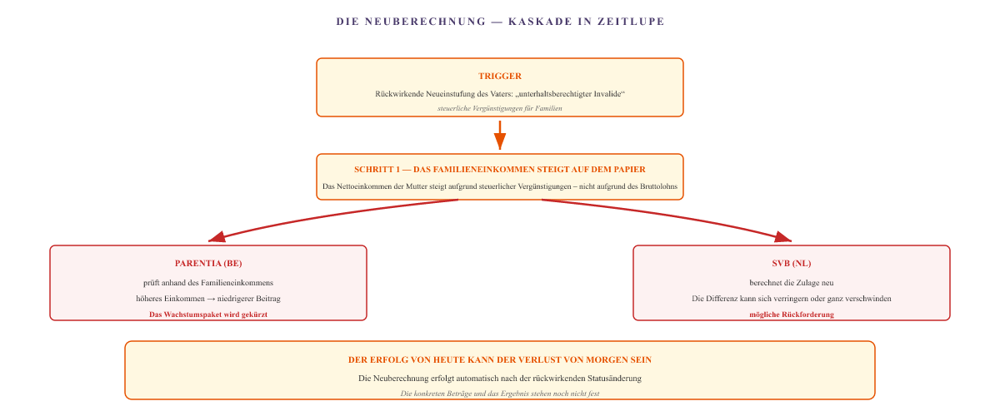 DIE NEUBERECHNUNG — KASKADE IN ZEITLUPE
TRIGGER
Rückwirkende Neueinstufung des Vaters: „unterhaltsberechtigter Invalide“
steuerliche Vergünstigungen für Familien
SCHRITT 1 — DAS FAMILIENEINKOMMEN STEIGT AUF DEM PAPIER
Das Nettoeinkommen der Mutter steigt aufgrund steuerlicher Vergünstigungen – nicht aufgrund des Bruttolohns
PARENTIA (BE)
prüft anhand des Familieneinkommens
höheres Einkommen → niedrigerer Beitrag
Das Wachstumspaket wird gekürzt
SVB (NL)
berechnet die Zulage neu
Die Differenz kann sich verringern oder ganz verschwinden
mögliche Rückforderung
DER ERFOLG VON HEUTE KANN DER VERLUST VON MORGEN SEIN
Die Neuberechnung erfolgt automatisch nach der rückwirkenden Statusänderung
Die konkreten Beträge und das Ergebnis stehen noch nicht fest